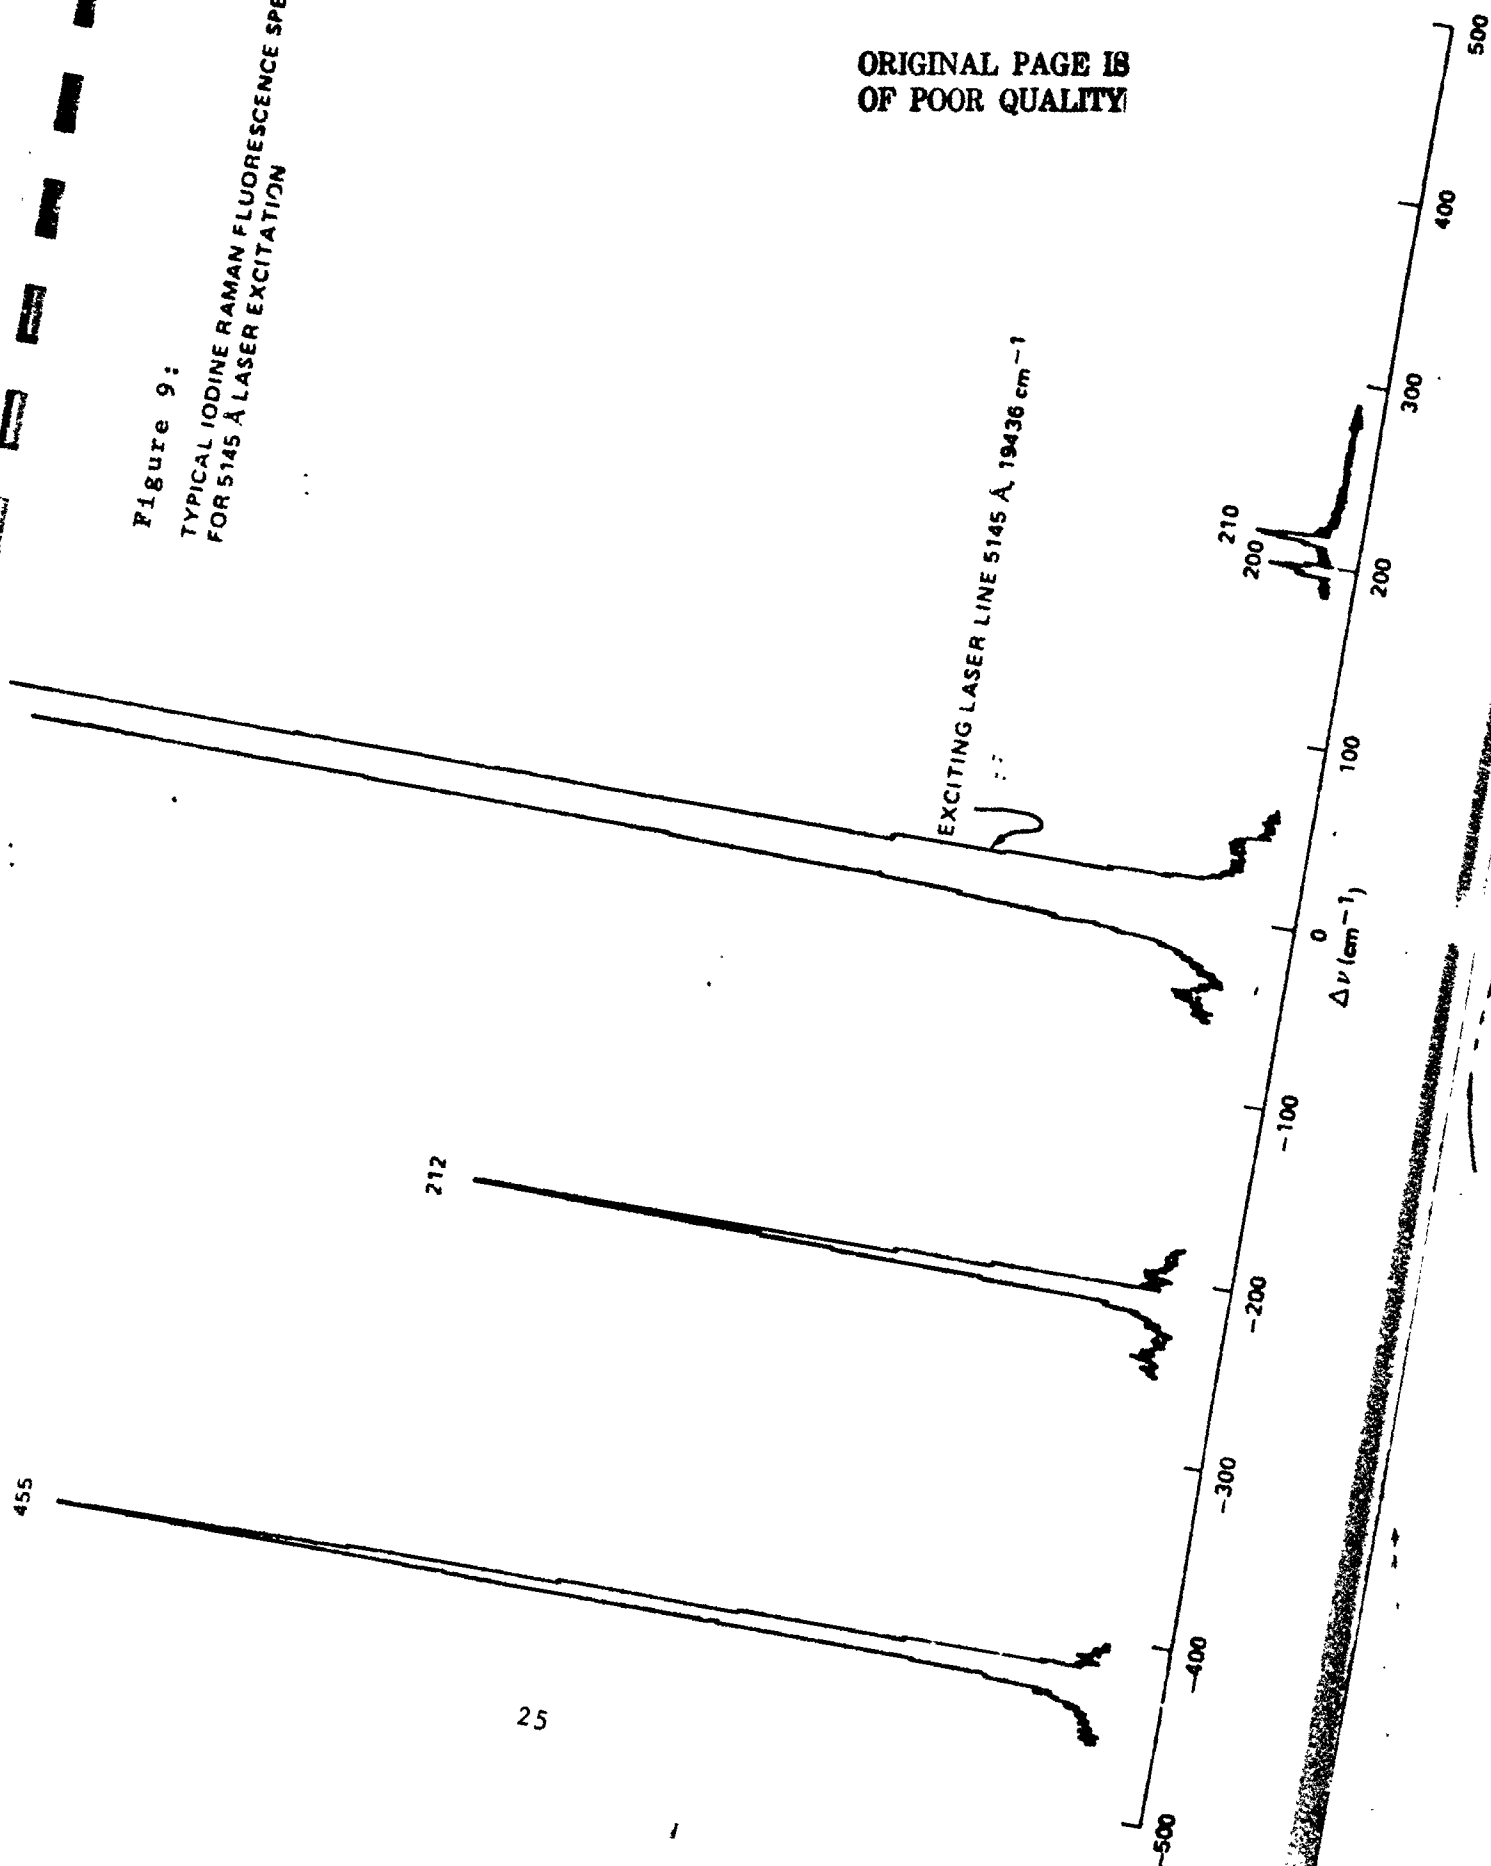 ORIGINAL PAGE IS
OF POOR QUALITY
Figure 9:
TYPICAL IODINE RAMAN FLUORESCENCE
FOR 5145 Å LASER EXCITATION
EXCITING LASER LINE 5145 Å, 19436 cm−1
455
212
200
210
−500
−400
−300
−200
−100
0
100
200
300
400
500
Δν (cm−1)
25